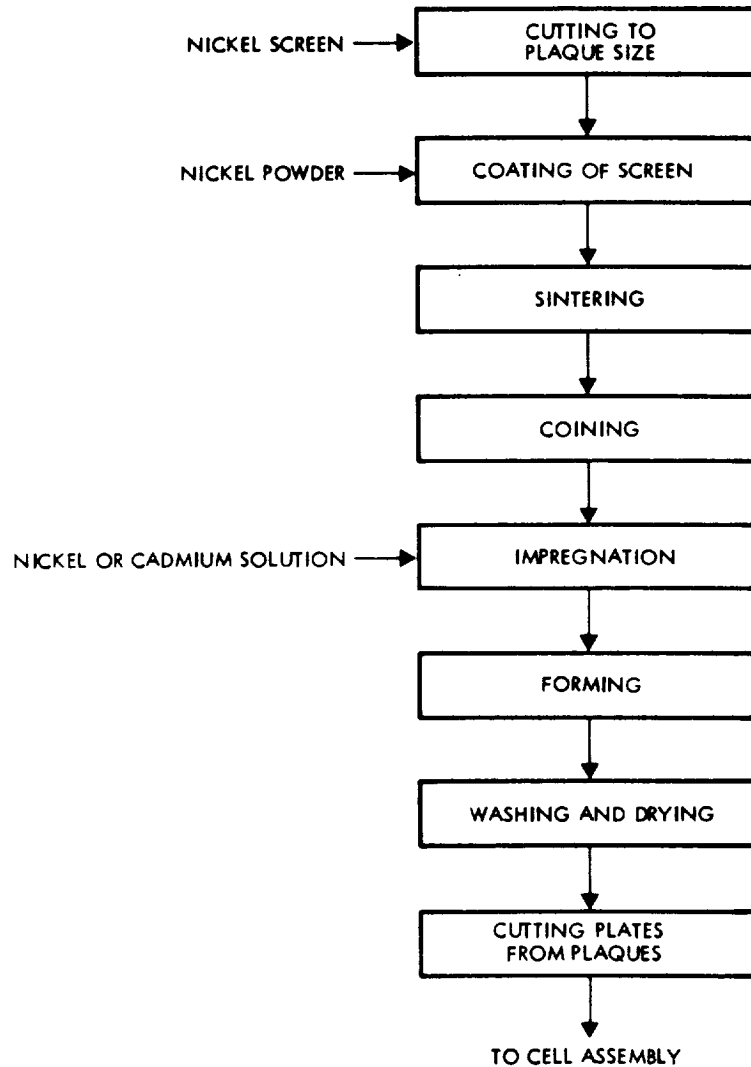 NICKEL SCREEN
CUTTING TO
PLAQUE SIZE
NICKEL POWDER
COATING OF SCREEN
SINTERING
COINING
NICKEL OR CADMIUM SOLUTION
IMPREGNATION
FORMING
WASHING AND DRYING
CUTTING PLATES
FROM PLAQUES
TO CELL ASSEMBLY